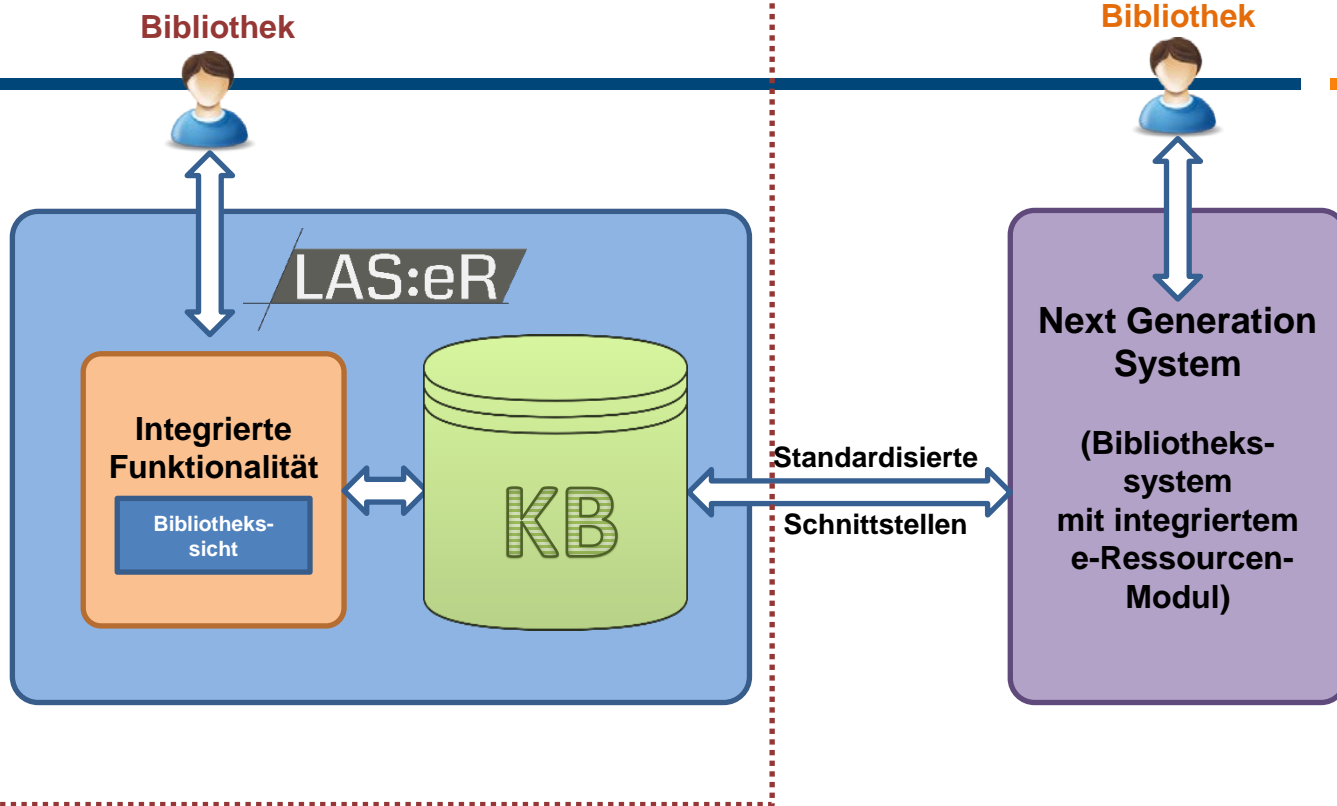 Bibliothek
Bibliothek
LAS:eR
Integrierte
Funktionalität
Bibliotheks-
sicht
KB
Standardisierte
Schnittstellen
Next Generation
System
(Bibliotheks-
system
mit integriertem
e-Ressourcen-
Modul)